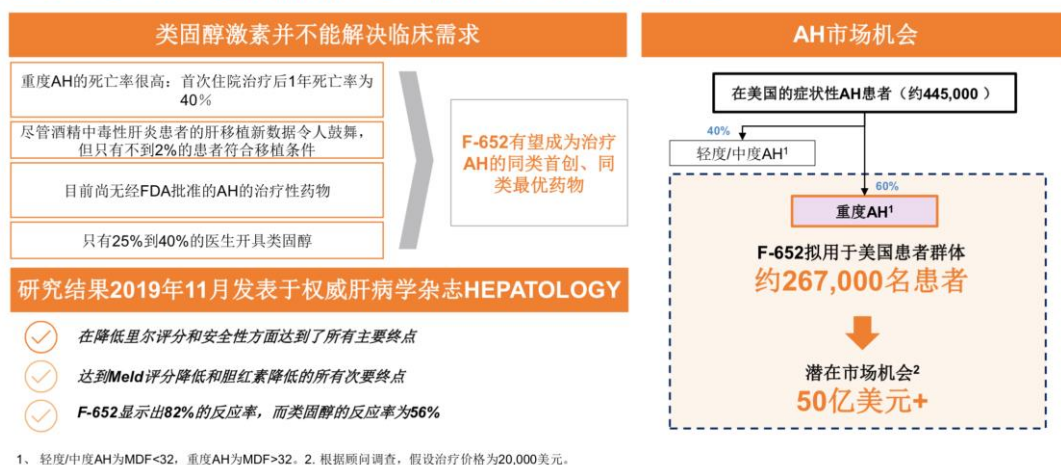 类固醇激素并不能解决临床需求
重度AH的死亡率很高：首次住院治疗后1年死亡率为
40%
尽管酒精中毒性肝炎患者的肝移植新数据令人鼓舞，
但只有不到2%的患者符合移植条件
目前尚无经FDA批准的AH的治疗性药物
只有25%到40%的医生开具类固醇
F-652有望成为治疗
AH的同类首创、同
类最优药物
研究结果2019年11月发表于权威肝病学杂志HEPATOLOGY
在降低里尔评分和安全性方面达到了所有主要终点
达到Meld评分降低和胆红素降低的所有次要终点
F-652显示出82%的反应率，而类固醇的反应率为56%
AH市场机会
在美国的症状性AH患者（约445,000）
40%
轻度/中度AH¹
60%
重度AH¹
F-652拟用于美国患者群体
约267,000名患者
潜在市场机会²
50亿美元+
1、 轻度/中度AH为MDF<32，重度AH为MDF>32。2. 根据顾问调查，假设治疗价格为20,000美元。